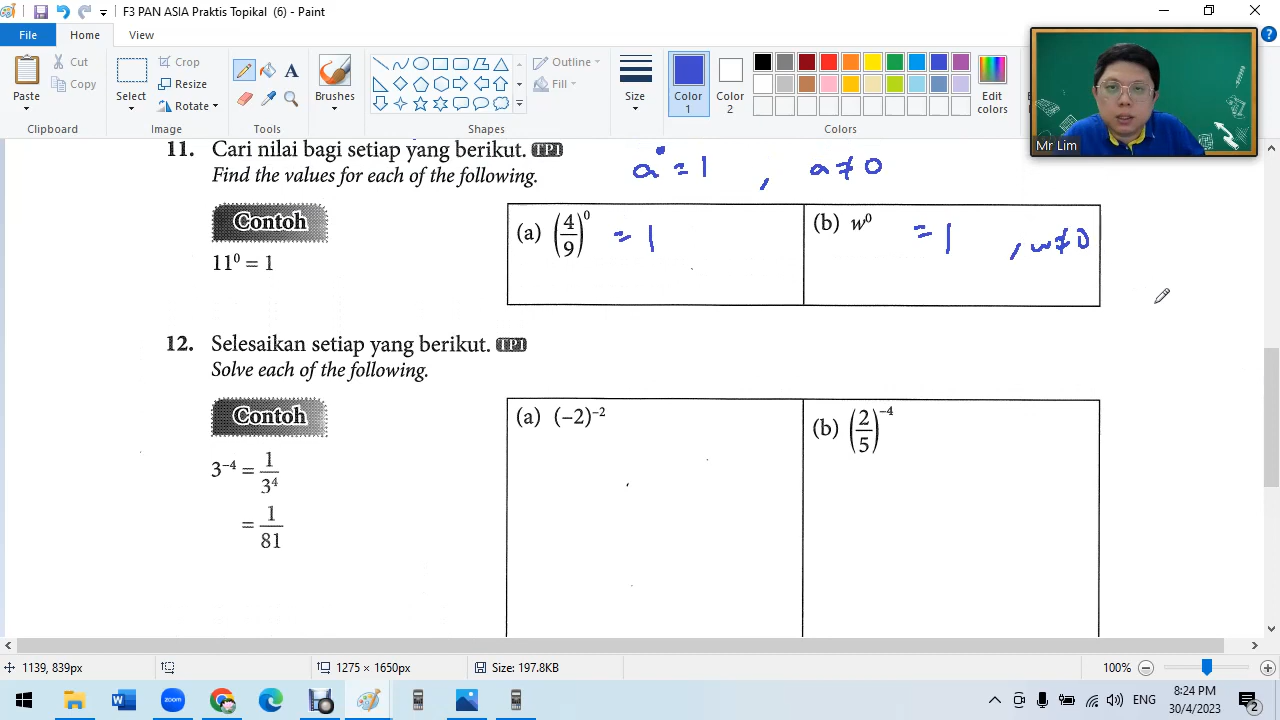 F3 PAN ASIA Praktis Topikal (6) - Paint
File Home View
Paste Cut Copy Clipboard
Select Crop Resize Rotate Image
Tools
Brushes
Outline Fill Shapes
Size
Color 1 Color 2 Edit colors Colors
Mr Lim
11. Cari nilai bagi setiap yang berikut. TP1
Find the values for each of the following.
a⁰ = 1 , a ≠ 0
Contoh
11⁰ = 1
(a) (4/9)⁰ = 1
(b) w⁰ = 1 , w ≠ 0
12. Selesaikan setiap yang berikut. TP1
Solve each of the following.
Contoh
3⁻⁴ = 1/3⁴
= 1/81
(a) (−2)⁻²
(b) (2/5)⁻⁴
1139, 839px 1275 × 1650px Size: 197.8KB 100%
zoom
ENG 8:24 PM
30/4/2023 2